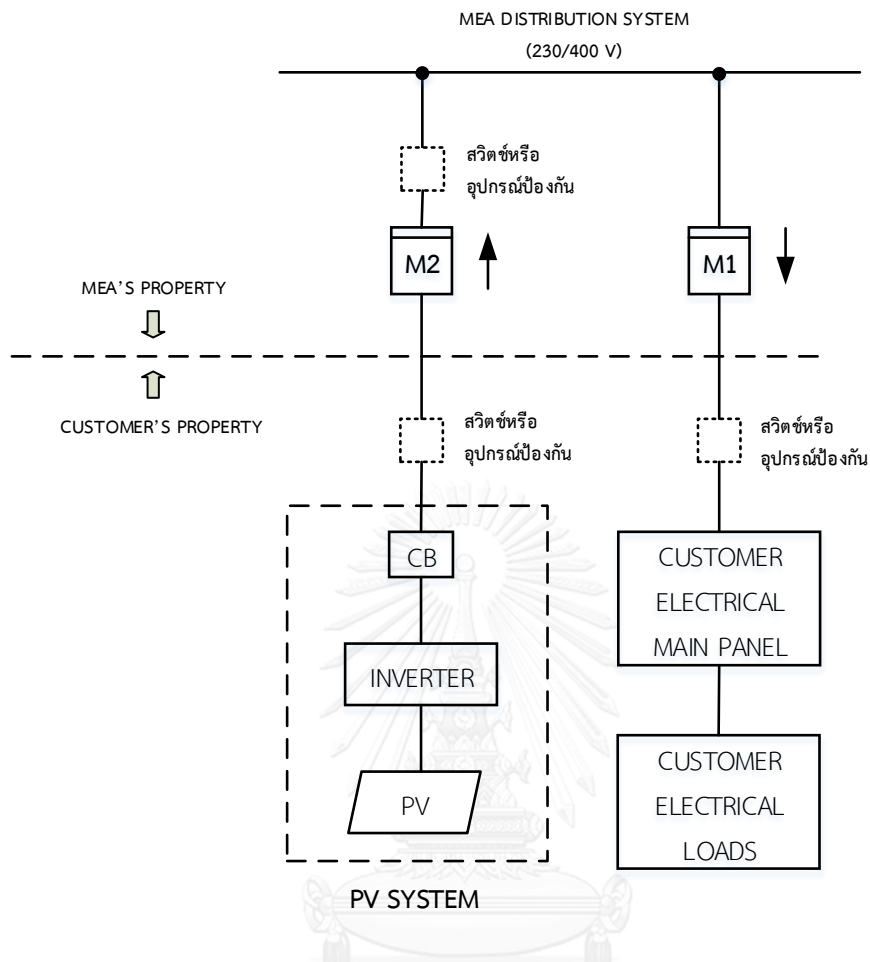 MEA DISTRIBUTION SYSTEM
(230/400 V)
สวิตช์หรือ
อุปกรณ์ป้องกัน
M2
M1
MEA'S PROPERTY
CUSTOMER'S PROPERTY
สวิตช์หรือ
อุปกรณ์ป้องกัน
สวิตช์หรือ
อุปกรณ์ป้องกัน
CB
INVERTER
PV
PV SYSTEM
CUSTOMER
ELECTRICAL
MAIN PANEL
CUSTOMER
ELECTRICAL
LOADS